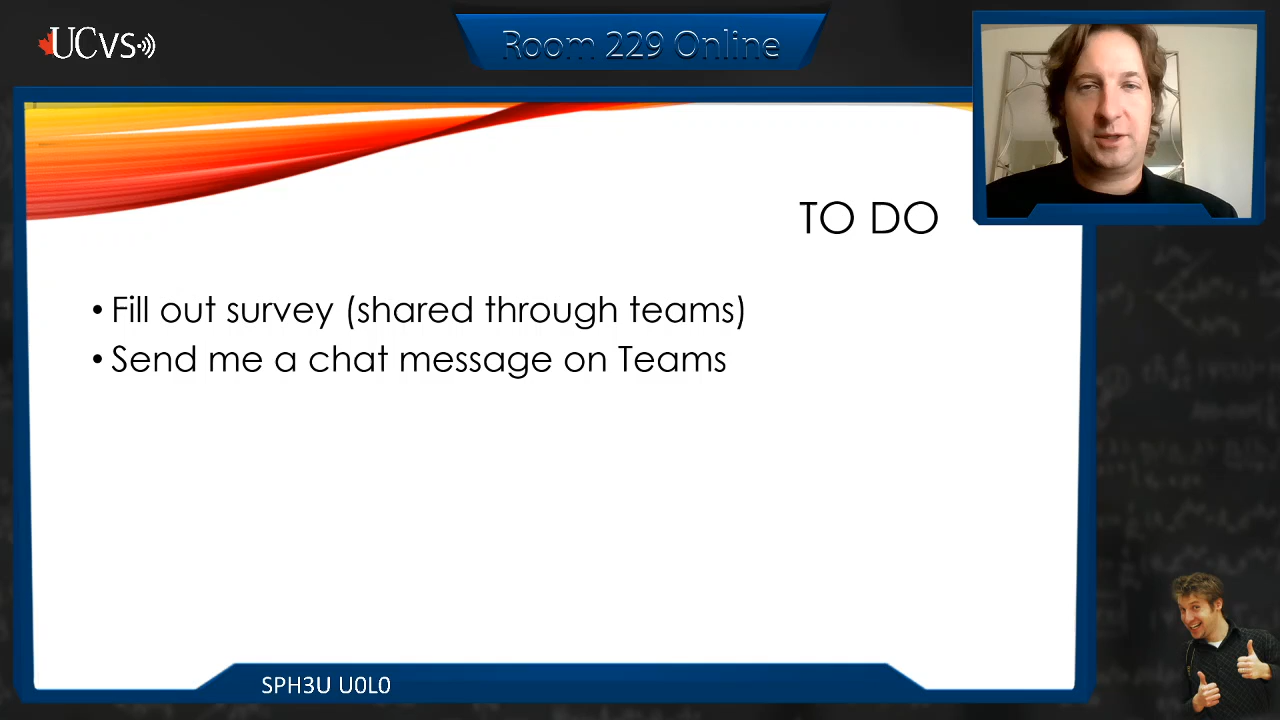 UCvs
Room 229 Online
TO DO
• Fill out survey (shared through teams)
• Send me a chat message on Teams
SPH3U U0L0